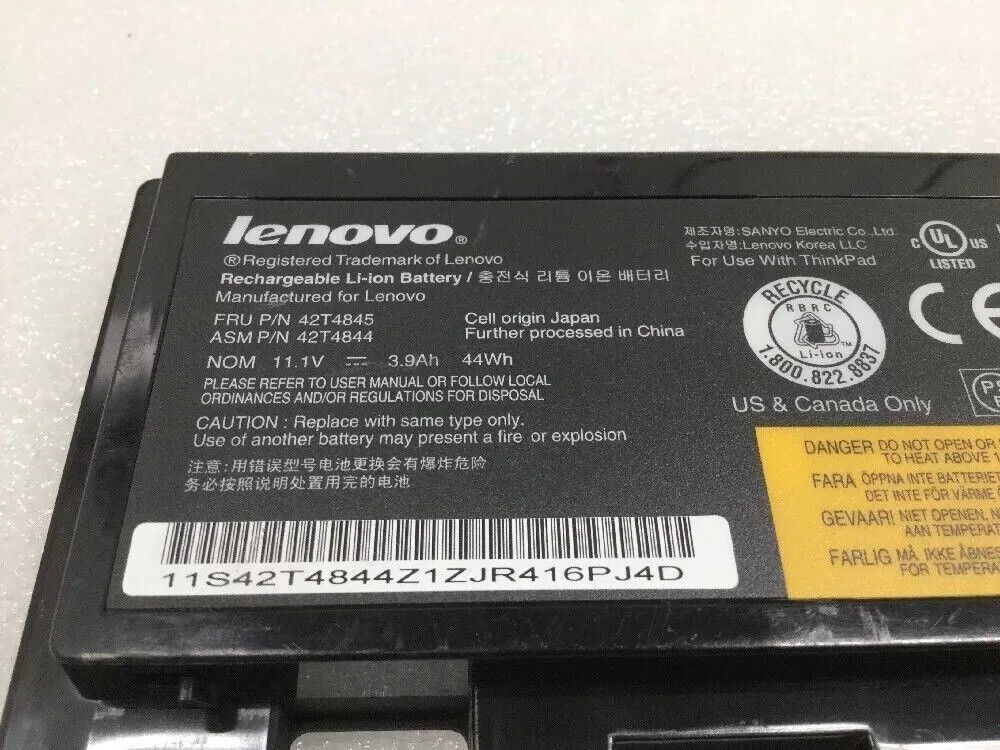 lenovo®
®Registered Trademark of Lenovo
Rechargeable Li-ion Battery / 충전식 리튬 이온 배터리
Manufactured for Lenovo
FRU P/N 42T4845
ASM P/N 42T4844
Cell origin Japan
Further processed in China
NOM 11.1V ⎓ 3.9Ah 44Wh
PLEASE REFER TO USER MANUAL OR FOLLOW LOCAL
ORDINANCES AND/OR REGULATIONS FOR DISPOSAL
CAUTION : Replace with same type only.
Use of another battery may present a fire or explosion
注意:用错误型号电池更换会有爆炸危险
务必按照说明处置用完的电池
11S42T4844Z1ZJR416PJ4D
제조자명:SANYO Electric Co.,Ltd.
수입자명:Lenovo Korea LLC
For Use With ThinkPad
C UL US
LISTED
CE
RECYCLE
RBRC
Li-ion
1.800.822.8837
US & Canada Only
DANGER DO NOT OPEN OR
TO HEAT ABOVE 1
FARA ÖPPNA INTE BATTERIE
DET INTE FÖR VÄRME
GEVAAR! NIET OPENEN, N
AAN TEMPERAT
FARLIG MÅ IKKE ÅBNES
FOR TEMPERA